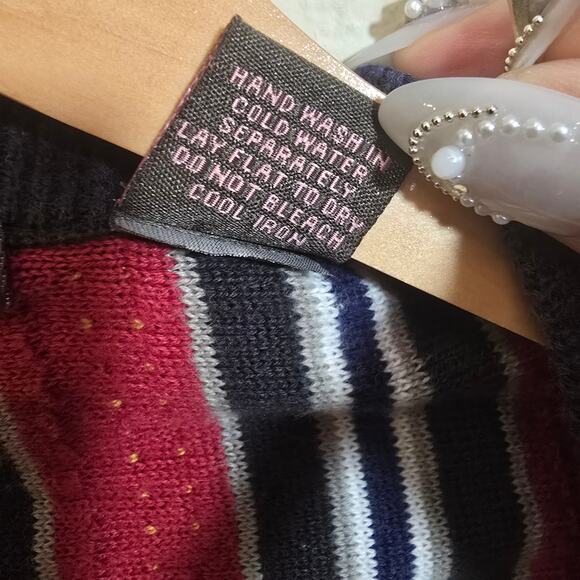 HAND WASH IN
COLD WATER
SEPARATELY
LAY FLAT TO DRY
DO NOT BLEACH
COOL IRON